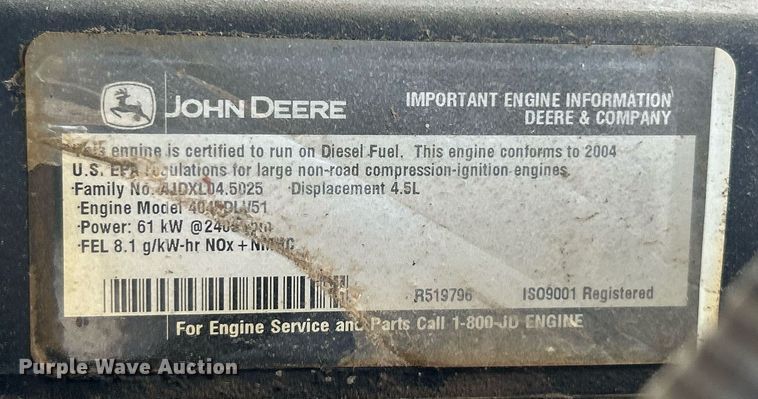 JOHN DEERE
IMPORTANT ENGINE INFORMATION
DEERE & COMPANY
engine is certified to run on Diesel Fuel. This engine conforms to 2004
U.S. EPA regulations for large non-road compression-ignition engines.
Family No. 4JDXL04.5025 Displacement 4.5L
Engine Model
Power: 61 kW @2400 rpm
FEL 8.1 g/kW-hr NOx + NMHC
R519796 ISO9001 Registered
For Engine Service and Parts Call 1-800-JD ENGINE
Purple Wave Auction